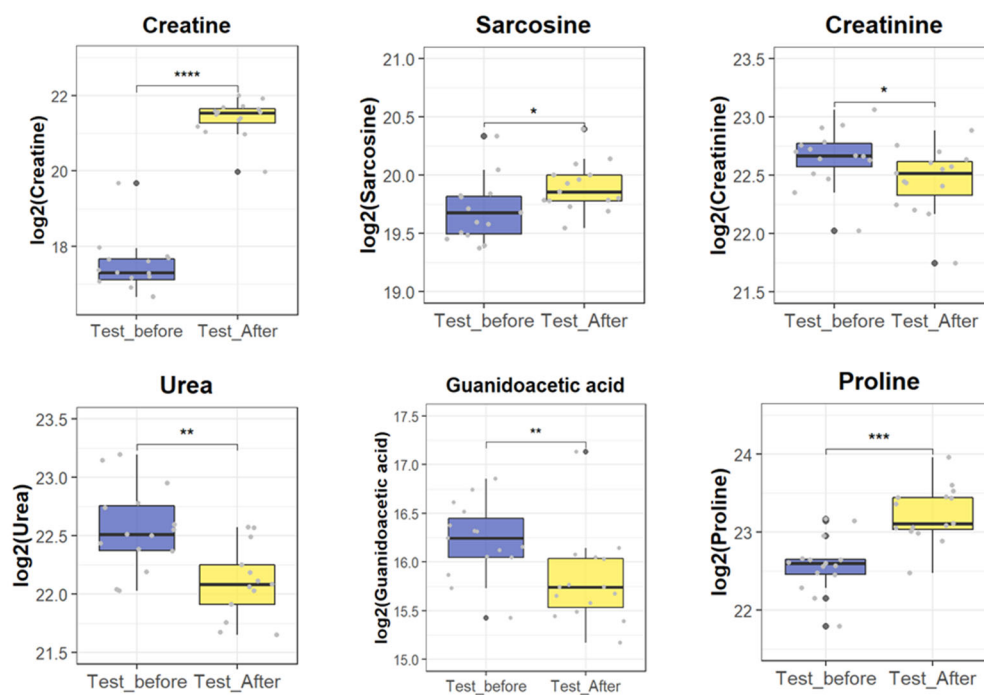 Creatine
log2(Creatine)
22
20
18
****
Test_before Test_After
Sarcosine
log2(Sarcosine)
21.0
20.5
20.0
19.5
19.0
*
Test_before Test_After
Creatinine
log2(Creatinine)
23.5
23.0
22.5
22.0
21.5
*
Test_before Test_After
Urea
log2(Urea)
23.5
23.0
22.5
22.0
21.5
**
Test_before Test_After
Guanidoacetic acid
log2(Guanidoacetic acid)
17.5
17.0
16.5
16.0
15.5
15.0
**
Test_before Test_After
Proline
log2(Proline)
24
23
22
***
Test_before Test_After